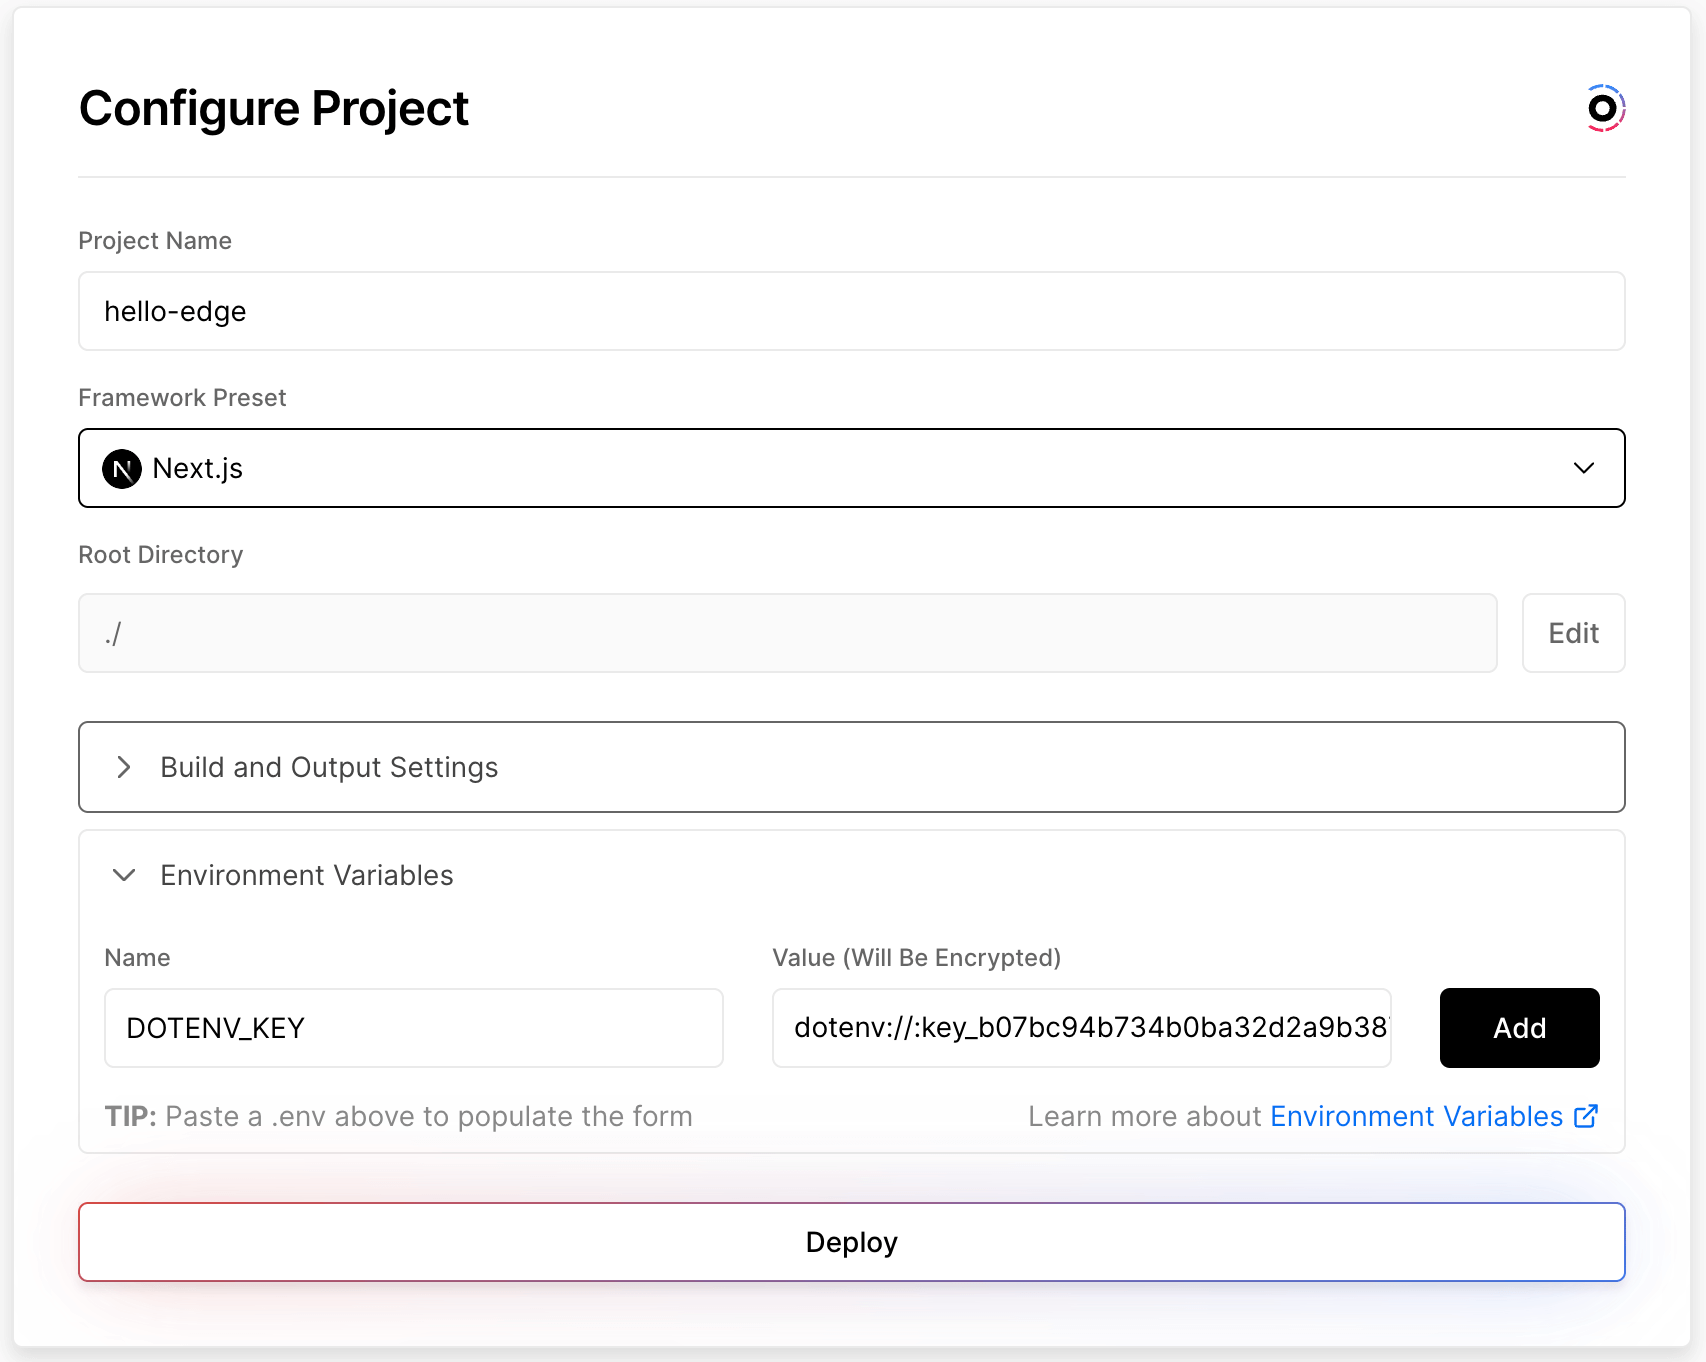 Configure Project
Project Name
hello-edge
Framework Preset
N Next.js
Root Directory
./
Edit
Build and Output Settings
Environment Variables
Name
Value (Will Be Encrypted)
DOTENV_KEY
dotenv://:key_b07bc94b734b0ba32d2a9b38
Add
TIP: Paste a .env above to populate the form
Learn more about Environment Variables
Deploy